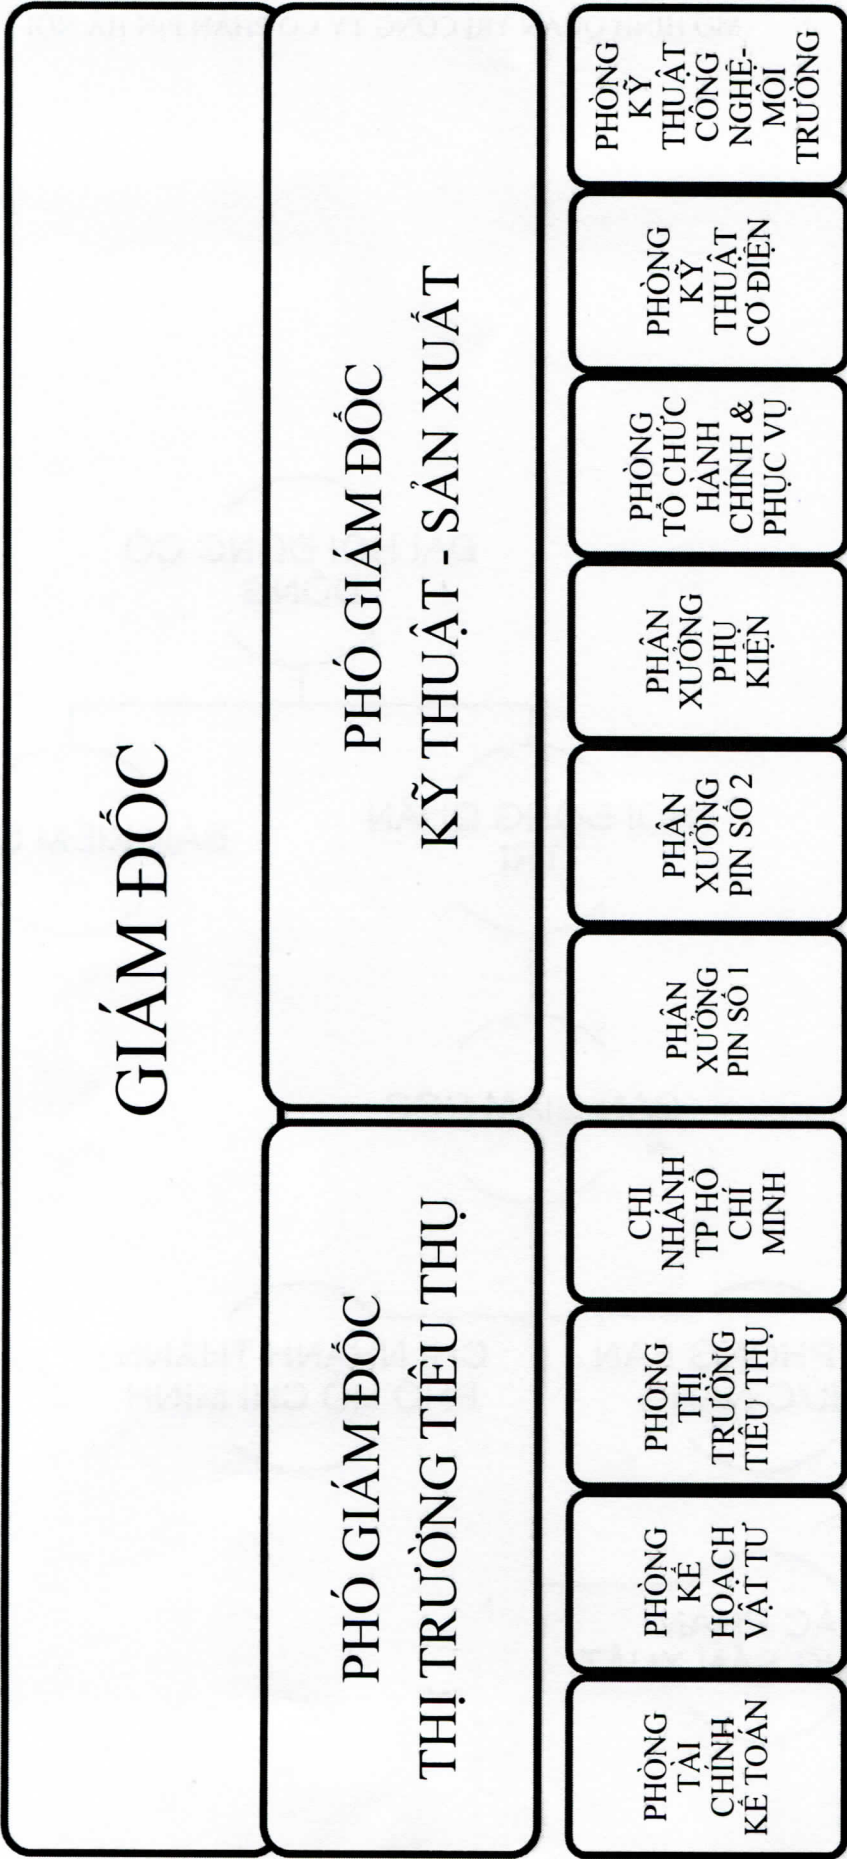 GIÁM ĐỐC
PHÓ GIÁM ĐỐC
THỊ TRƯỜNG TÊU THỤ
PHÓ GIÁM ĐỐC
KỸ THUẬT - SẢN XUẤT
PHÒNG
TÀI
CHÍNH
KẾ TOÁN
PHÒNG
KẾ
HOẠCH
VẬT TƯ
PHÒNG
THỊ
TRƯỜNG
TIÊU THỤ
CHI
NHÁNH
TP HỒ
CHÍ
MINH
PHÂN
XƯỞNG
PIN SỐ 1
PHÂN
XƯỞNG
PIN SỐ 2
PHÂN
XƯỞNG
PHỤ
KIỆN
PHÒNG
TỔ CHỨC
HÀNH
CHÍNH &
PHỤC VỤ
PHÒNG
KỸ
THUẬT
CƠ ĐIỆN
PHÒNG
KỸ
THUẬT
CÔNG
NGHỆ-
MÔI
TRƯỜNG